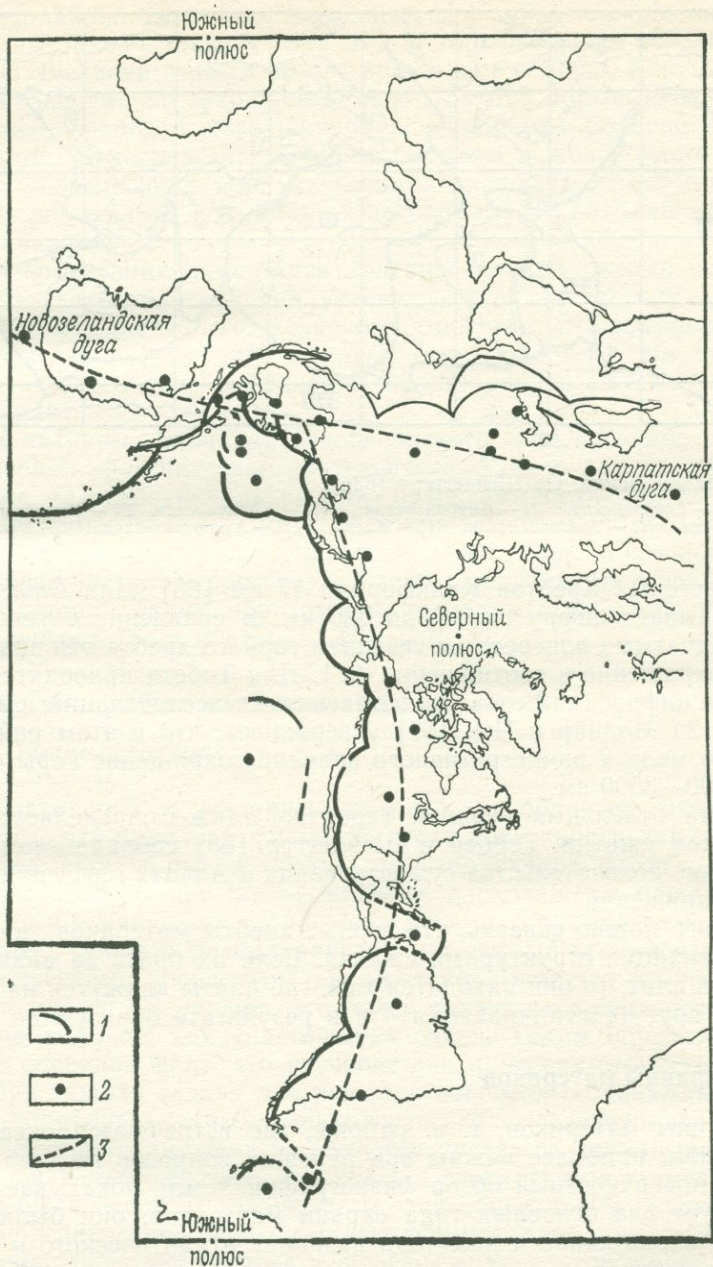 Южный
полюс
Новозеландская
дуга
Карпатская
дуга
Северный
полюс
1
2
3
Южный
полюс